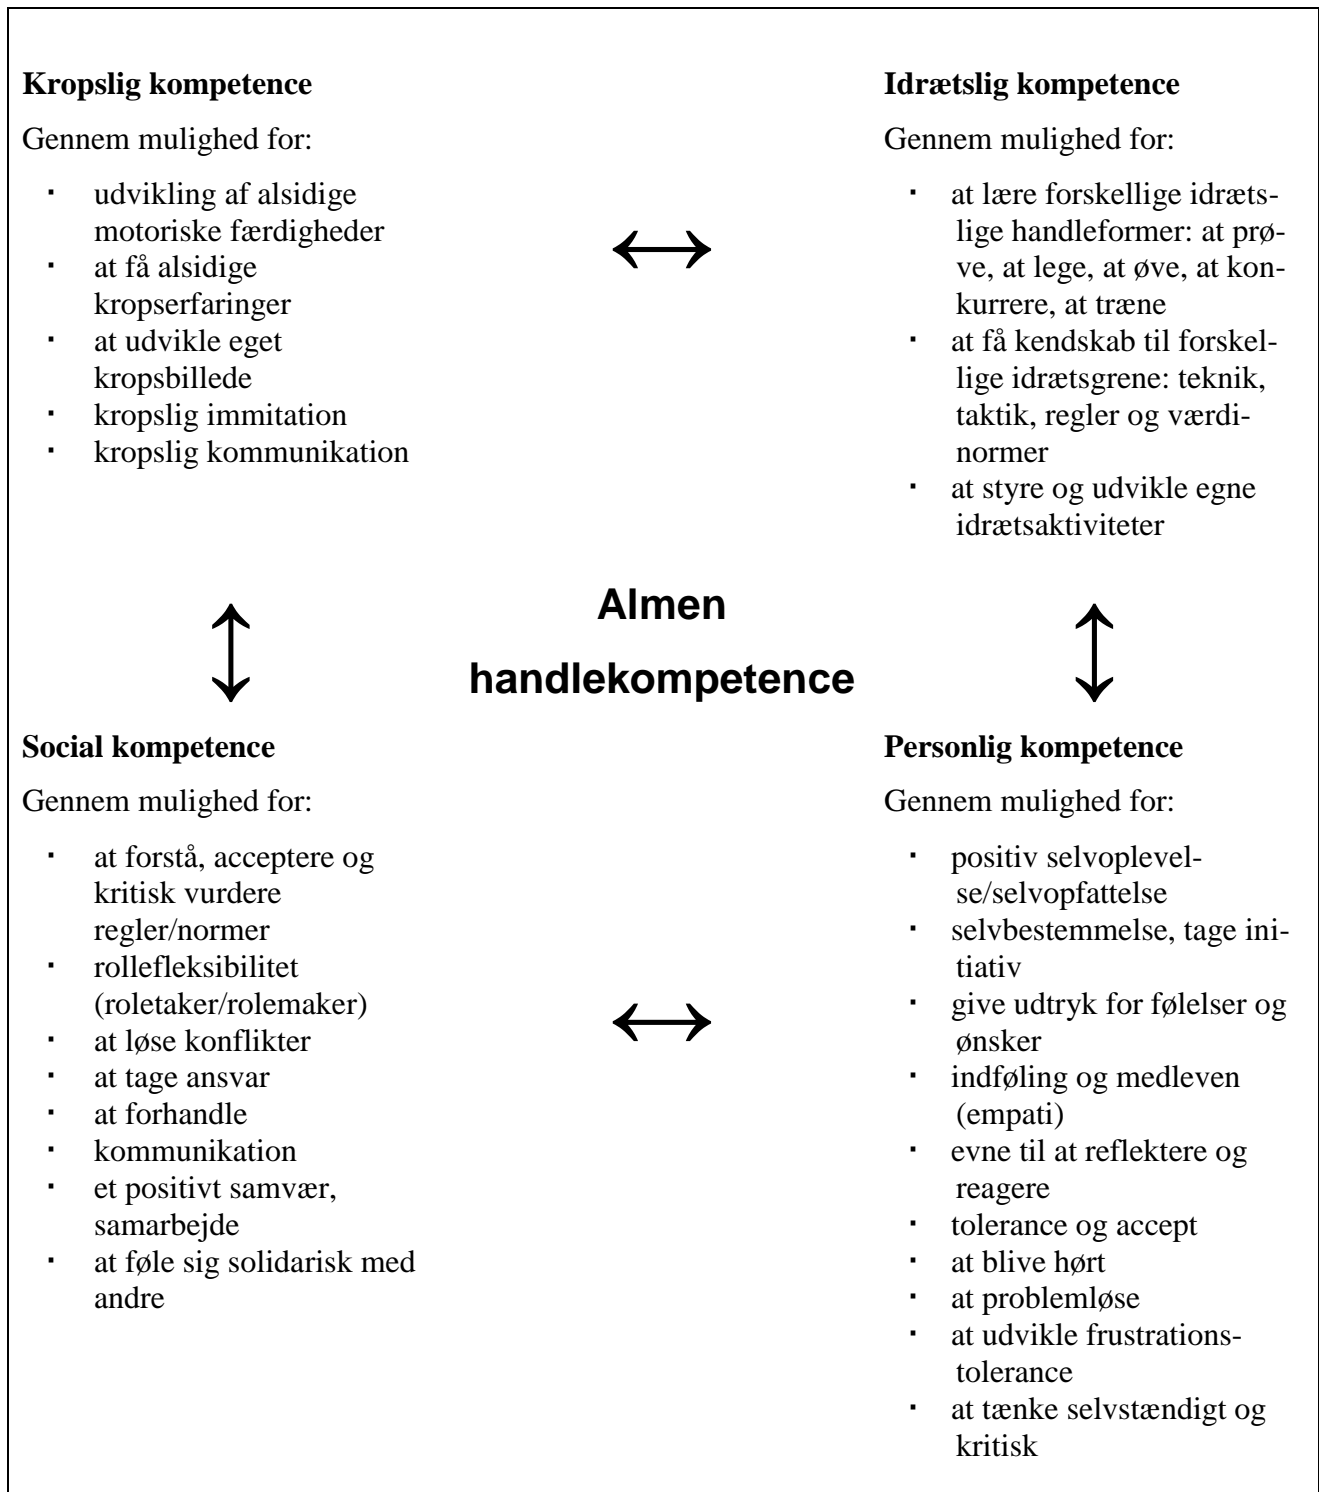 Kropslig kompetence
Gennem mulighed for:
▪ udvikling af alsidige
motoriske færdigheder
▪ at få alsidige
kropserfaringer
▪ at udvikle eget
kropsbillede
▪ kropslig immitation
▪ kropslig kommunikation
Idrætslig kompetence
Gennem mulighed for:
▪ at lære forskellige idræts-
lige handleformer: at prø-
ve, at lege, at øve, at kon-
kurrere, at træne
▪ at få kendskab til forskel-
lige idrætsgrene: teknik,
taktik, regler og værdi-
normer
▪ at styre og udvikle egne
idrætsaktiviteter
Almen
handlekompetence
Social kompetence
Gennem mulighed for:
▪ at forstå, acceptere og
kritisk vurdere
regler/normer
▪ rollefleksibilitet
(roletaker/rolemaker)
▪ at løse konflikter
▪ at tage ansvar
▪ at forhandle
▪ kommunikation
▪ et positivt samvær,
samarbejde
▪ at føle sig solidarisk med
andre
Personlig kompetence
Gennem mulighed for:
▪ positiv selvoplevel-
se/selvopfattelse
▪ selvbestemmelse, tage ini-
tiativ
▪ give udtryk for følelser og
ønsker
▪ indføling og medleven
(empati)
▪ evne til at reflektere og
reagere
▪ tolerance og accept
▪ at blive hørt
▪ at problemløse
▪ at udvikle frustrations-
tolerance
▪ at tænke selvstændigt og
kritisk